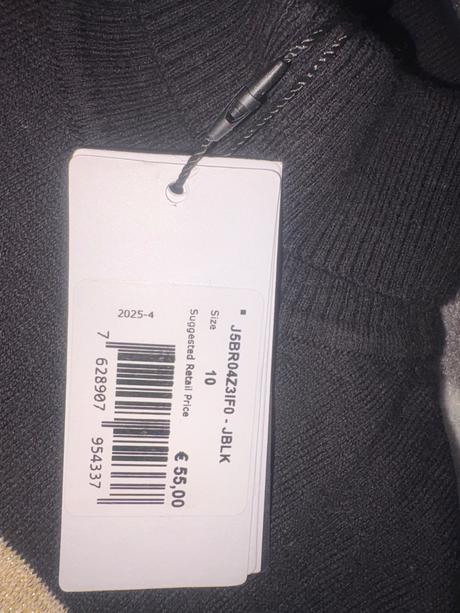 J5BR04Z3IF0 - JBLK
Size 10
Suggested Retail Price € 55,00
2025-4
7 628907 954337